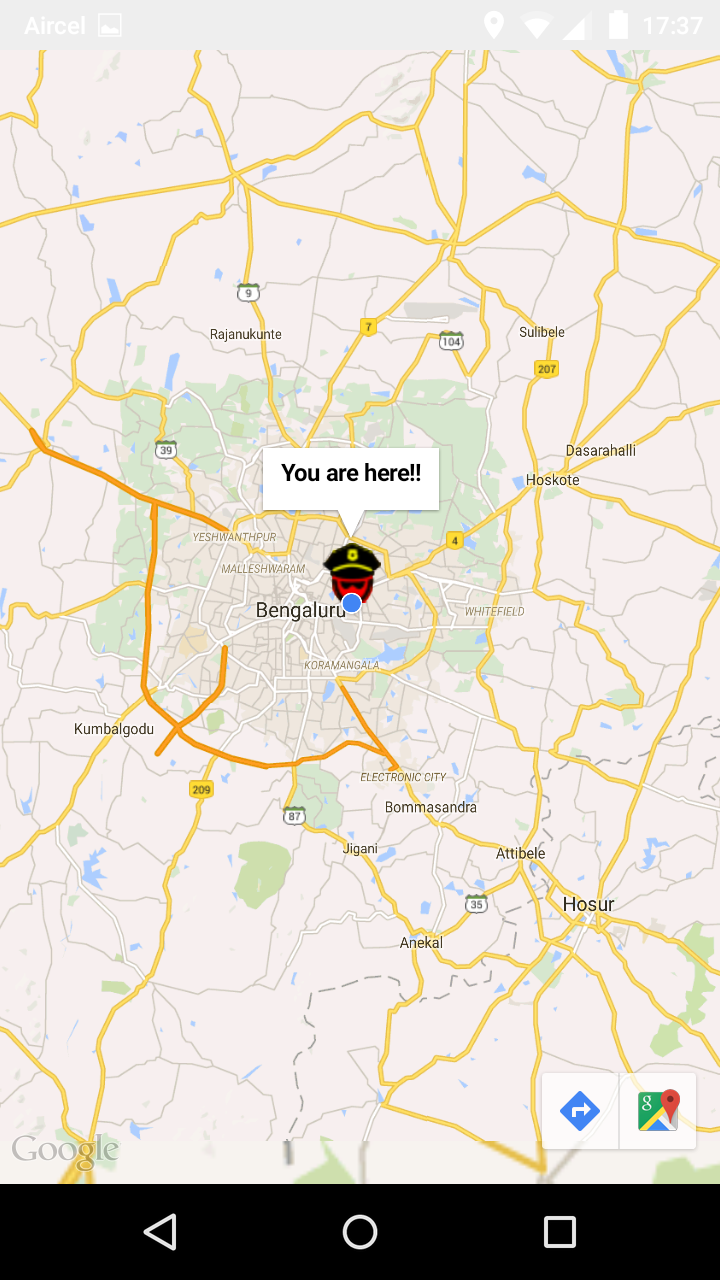 Aircel 17:37
9
Rajanukunte
7
104
Sulibele
207
39
Dasarahalli
You are here!!
Hoskote
YESHWANTHPUR
4
MALLESHWARAM
Bengaluru
WHITEFIELD
KORAMANGALA
Kumbalgodu
ELECTRONIC CITY
209
Bommasandra
87
Jigani
Attibele
35
Hosur
Anekal
g
Google